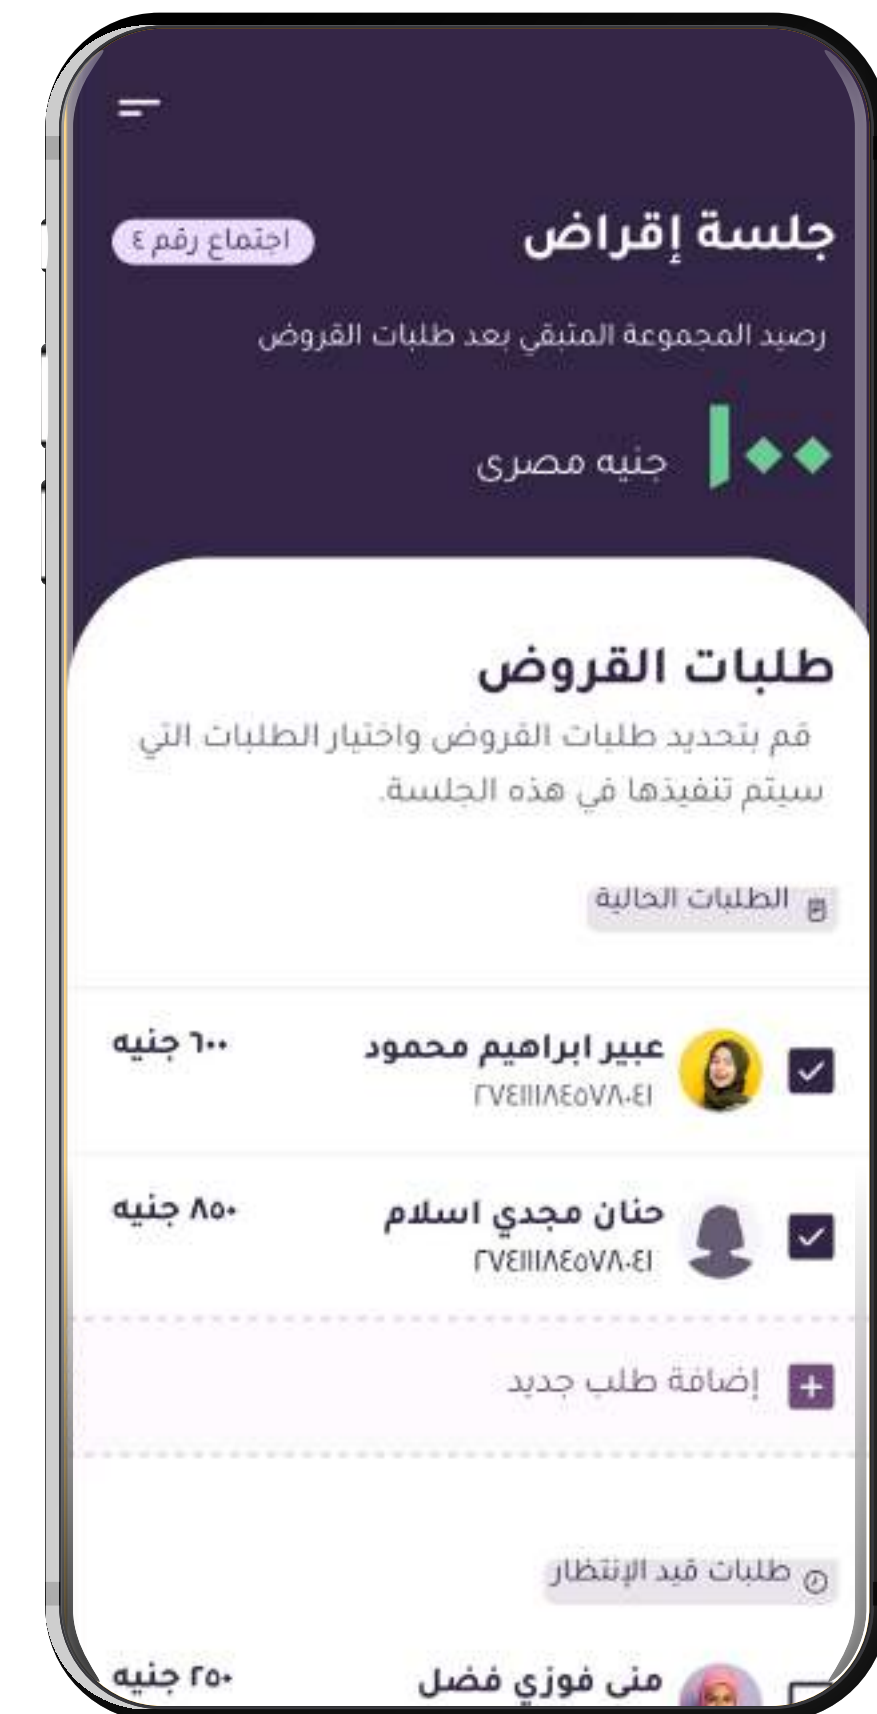 جلسة إقراض
اجتماع رقم ٤
رصيد المجموعة المتبقي بعد طلبات القروض
١٠٠ جنيه مصرى
طلبات القروض
قم بتحديد طلبات القروض واختيار الطلبات التي
سيتم تنفيذها في هذه الجلسة.
الطلبات الحالية
عبير ابراهيم محمود
٦٠٠ جنيه
٢٧٤١١١٨٤٥٧٨٠٤١
حنان مجدي اسلام
٨٥٠ جنيه
٢٧٤١١١٨٤٥٧٨٠٤١
إضافة طلب جديد
طلبات قيد الإنتظار
منى فوزي فضل
٢٥٠ جنيه